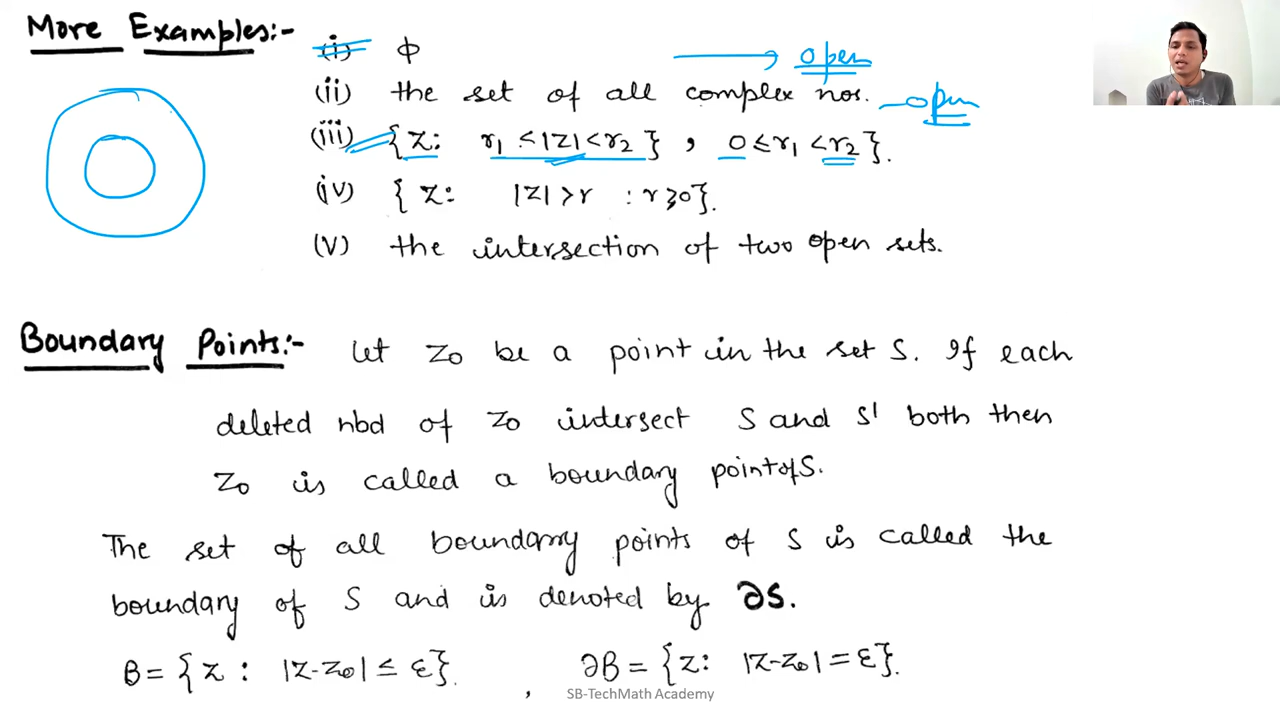 More Examples:-
(i) ϕ → open
(ii) the set of all complex nos. - open
(iii) {z: r₁ < |z| < r₂} , 0 ≤ r₁ < r₂}.
(iv) { z: |z| > r : r ⩾ 0}.
(v) the intersection of two open sets.
Boundary Points:- Let z₀ be a point in the set S. If each
deleted nbd of z₀ intersect S and S' both then
z₀ is called a boundary point of S.
The set of all boundary points of S is called the
boundary of S and is denoted by ∂S.
B = {z : |z-z₀| ≤ ε}. , ∂B = {z: |z-z₀| = ε}.
SB-TechMath Academy